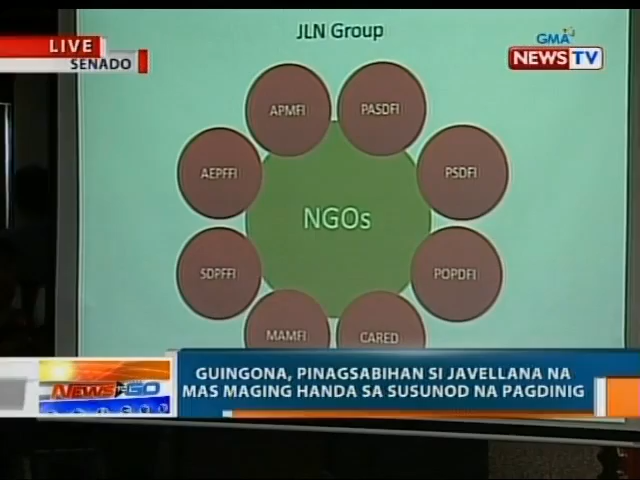 LIVE
SENADO
JLN Group
GMA
NEWS TV
APMFI
PASDFI
AEPFFI
PSDFI
NGOs
SDPFFI
POPDFI
MAMFI
CARED
NEWS TO GO
GUINGONA, PINAGSABIHAN SI JAVELLANA NA
MAS MAGING HANDA SA SUSUNOD NA PAGDINIG